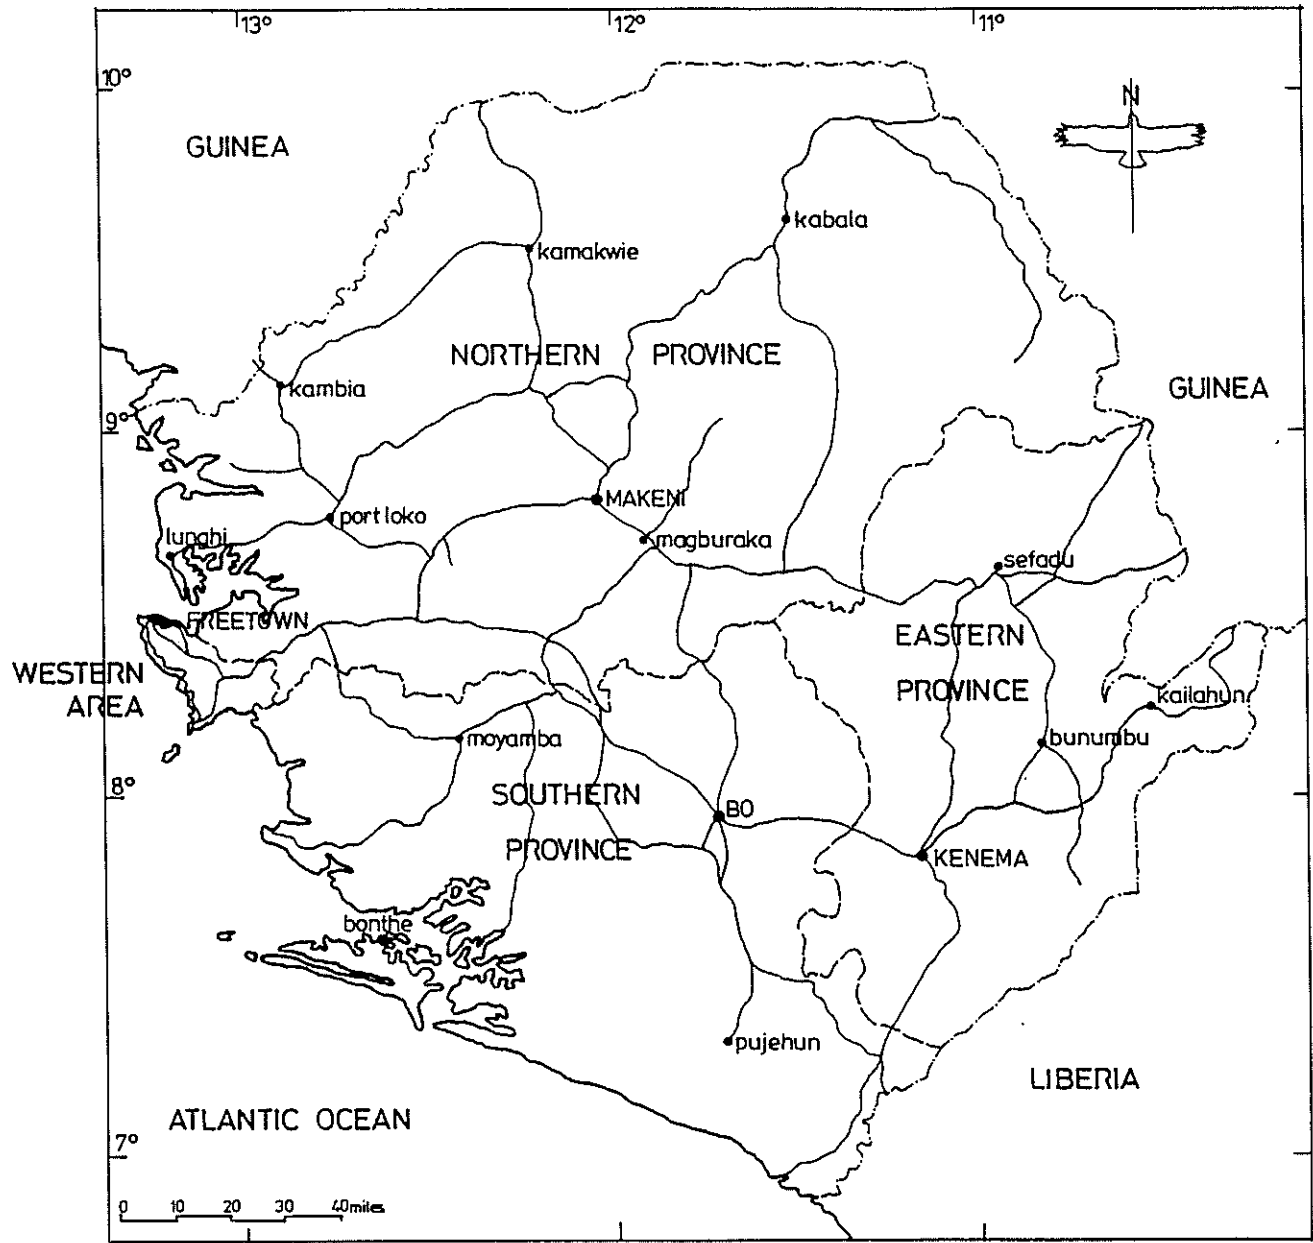 13°
12°
11°
10°
N
GUINEA
kabala
kamakwie
NORTHERN PROVINCE
kambia
GUINEA
9°
MAKENI
port loko
lunghi
magburaka
sefadu
FREETOWN
EASTERN
PROVINCE
WESTERN
AREA
kailahun
moyamba
bunumbu
8°
SOUTHERN
PROVINCE
BO
KENEMA
bonthe
pujehun
LIBERIA
ATLANTIC OCEAN
7°
0 10 20 30 40 miles